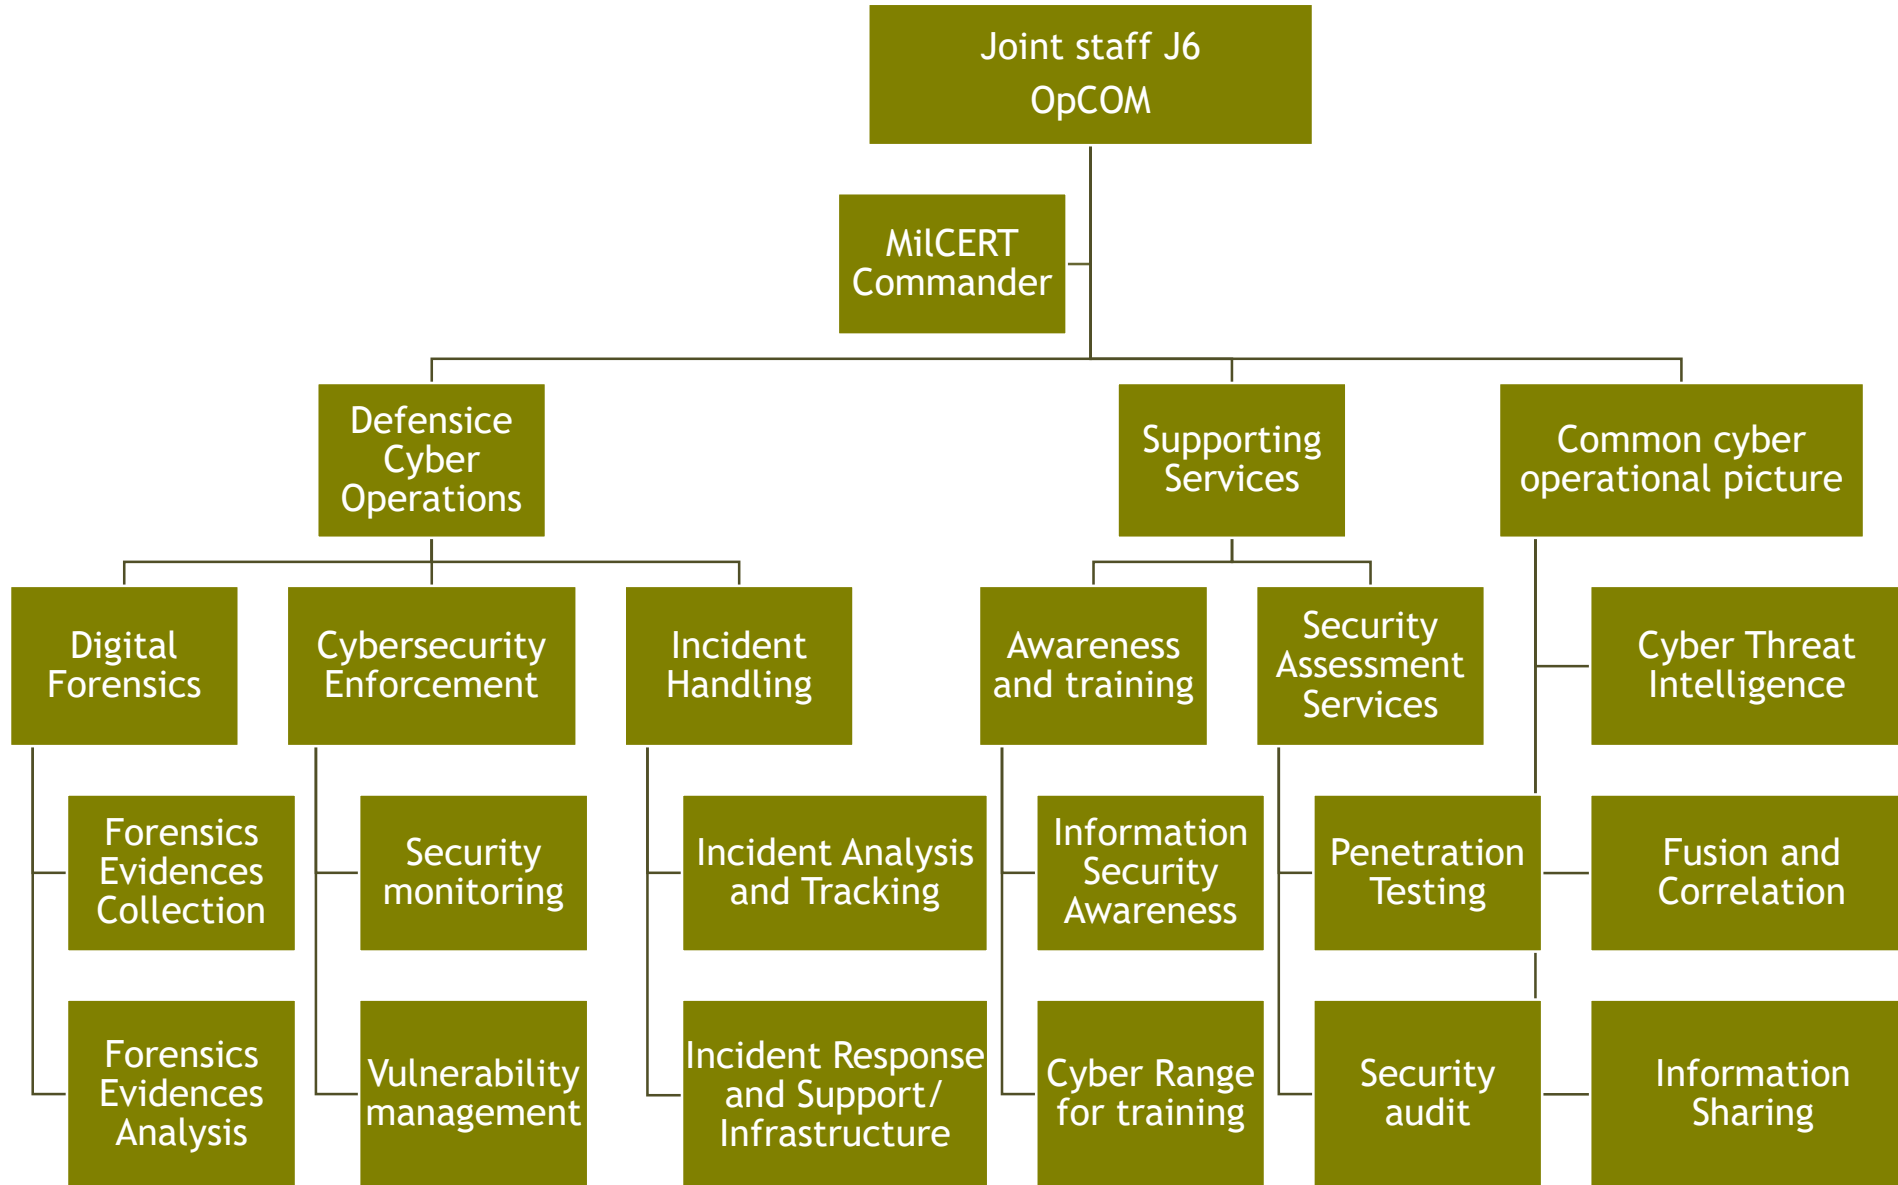 Joint staff J6
OpCOM
MilCERT
Commander
Defensice
Cyber
Operations
Supporting
Services
Common cyber
operational picture
Digital
Forensics
Cybersecurity
Enforcement
Incident
Handling
Awareness
and training
Security
Assessment
Services
Cyber Threat
Intelligence
Forensics
Evidences
Collection
Security
monitoring
Incident Analysis
and Tracking
Information
Security
Awareness
Penetration
Testing
Fusion and
Correlation
Forensics
Evidences
Analysis
Vulnerability
management
Incident Response
and Support/
Infrastructure
Cyber Range
for training
Security
audit
Information
Sharing